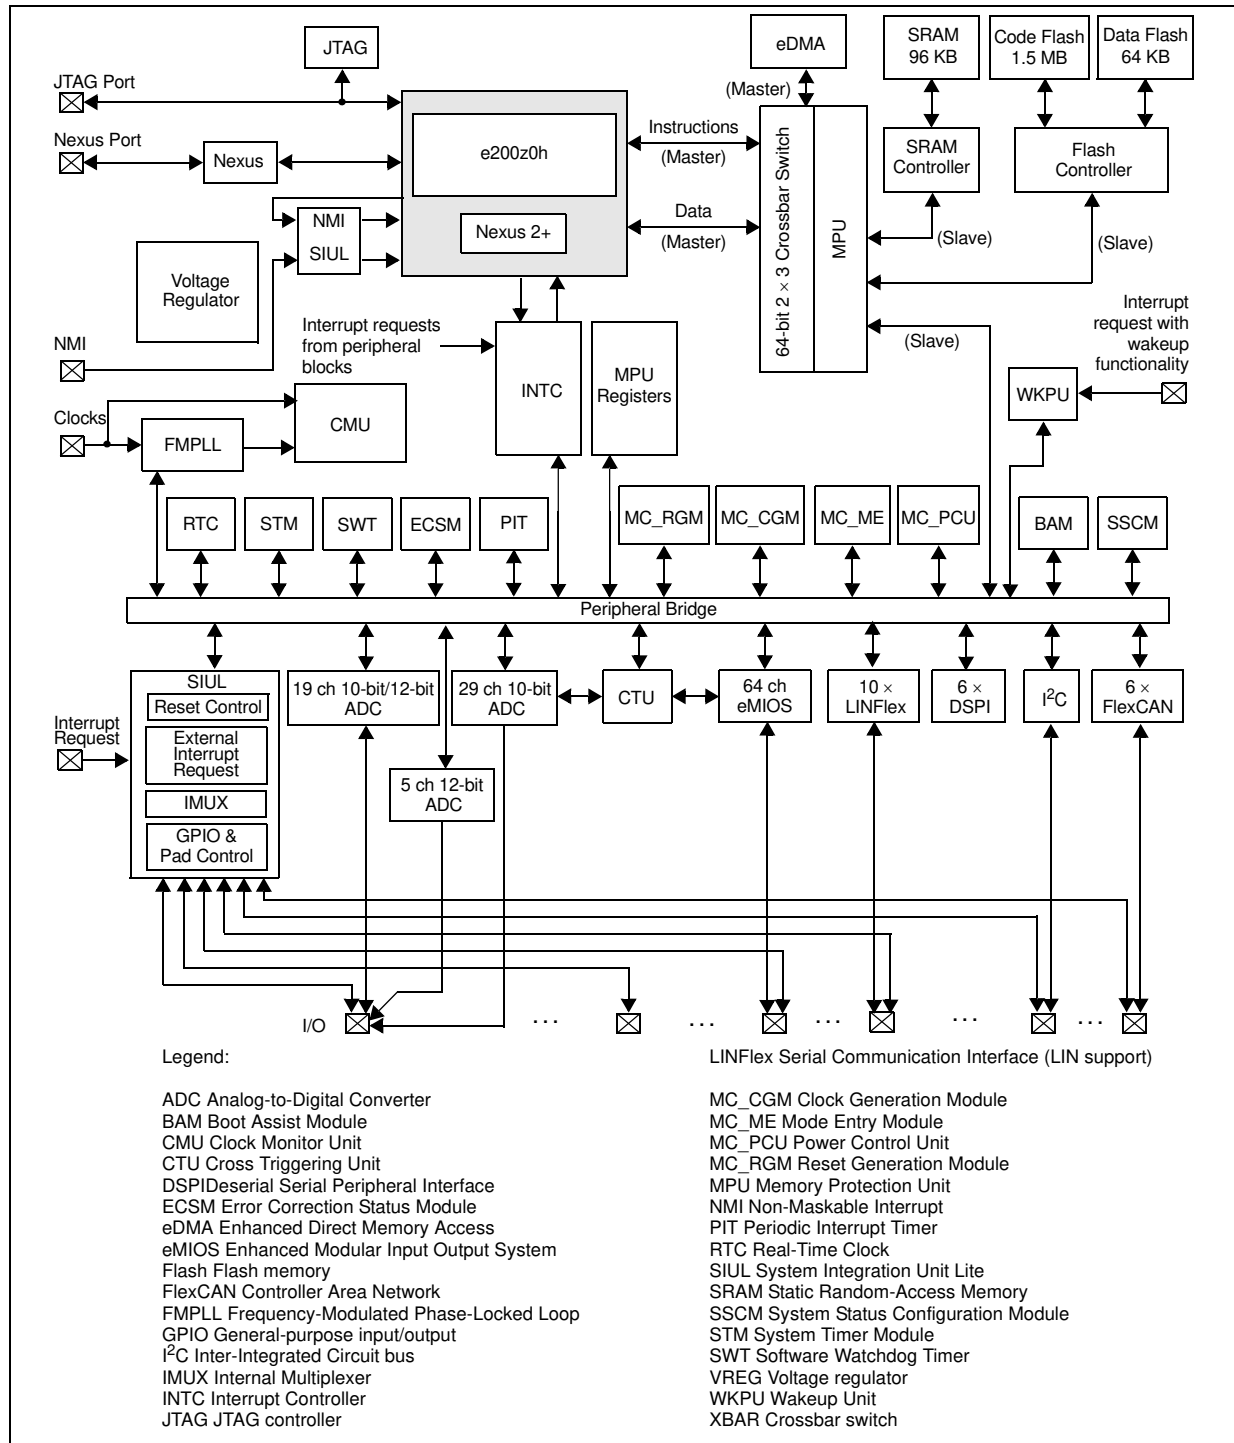 JTAG
eDMA
SRAM
96 KB
Code Flash
1.5 MB
Data Flash
64 KB
JTAG Port
(Master)
Nexus Port
Nexus
e200z0h
Instructions
(Master)
SRAM
Controller
Flash
Controller
64-bit 2 × 3 Crossbar Switch
MPU
NMI
SIUL
Nexus 2+
Data
(Master)
(Slave)
(Slave)
Voltage
Regulator
Interrupt requests
from peripheral
blocks
INTC
MPU
Registers
(Slave)
Interrupt
request with
wakeup
functionality
NMI
WKPU
Clocks
FMPLL
CMU
RTC
STM
SWT
ECSM
PIT
MC_RGM
MC_CGM
MC_ME
MC_PCU
BAM
SSCM
Peripheral Bridge
SIUL
Reset Control
External
Interrupt
Request
IMUX
GPIO &
Pad Control
Interrupt
Request
19 ch 10-bit/12-bit
ADC
29 ch 10-bit
ADC
CTU
64 ch
eMIOS
10 ×
LINFlex
6 ×
DSPI
I²C
6 ×
FlexCAN
5 ch 12-bit
ADC
I/O
. . .
. . .
. . .
. . .
. . .
Legend:
ADC Analog-to-Digital Converter
BAM Boot Assist Module
CMU Clock Monitor Unit
CTU Cross Triggering Unit
DSPIDeserial Serial Peripheral Interface
ECSM Error Correction Status Module
eDMA Enhanced Direct Memory Access
eMIOS Enhanced Modular Input Output System
Flash Flash memory
FlexCAN Controller Area Network
FMPLL Frequency-Modulated Phase-Locked Loop
GPIO General-purpose input/output
I²C Inter-Integrated Circuit bus
IMUX Internal Multiplexer
INTC Interrupt Controller
JTAG JTAG controller
LINFlex Serial Communication Interface (LIN support)
MC_CGM Clock Generation Module
MC_ME Mode Entry Module
MC_PCU Power Control Unit
MC_RGM Reset Generation Module
MPU Memory Protection Unit
NMI Non-Maskable Interrupt
PIT Periodic Interrupt Timer
RTC Real-Time Clock
SIUL System Integration Unit Lite
SRAM Static Random-Access Memory
SSCM System Status Configuration Module
STM System Timer Module
SWT Software Watchdog Timer
VREG Voltage regulator
WKPU Wakeup Unit
XBAR Crossbar switch